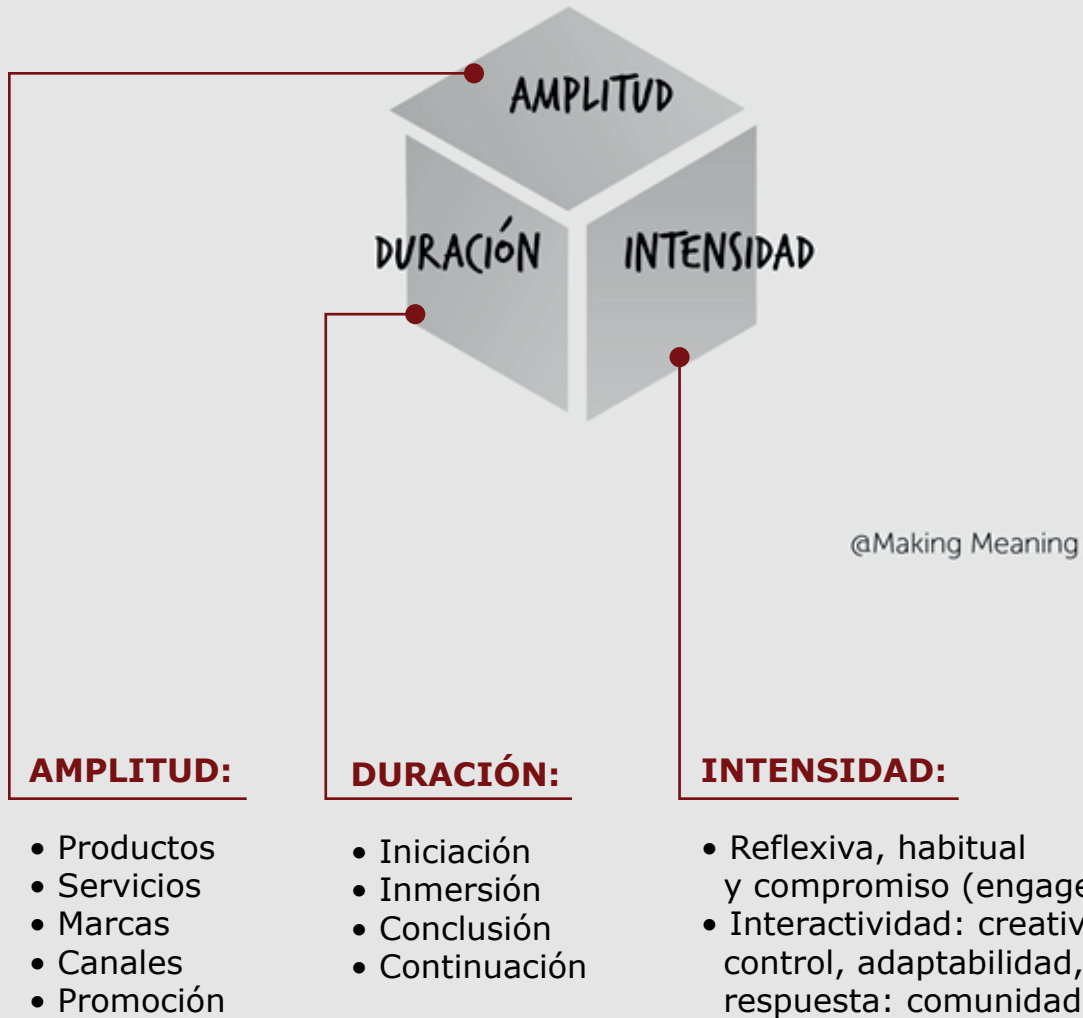 AMPLITUD
DURACIÓN
INTENSIDAD
@Making Meaning
AMPLITUD:
• Productos
• Servicios
• Marcas
• Canales
• Promoción
DURACIÓN:
• Iniciación
• Inmersión
• Conclusión
• Continuación
INTENSIDAD:
• Reflexiva, habitual
y compromiso
• Interactividad:
control, adaptabilidad,
respuesta: comunidad